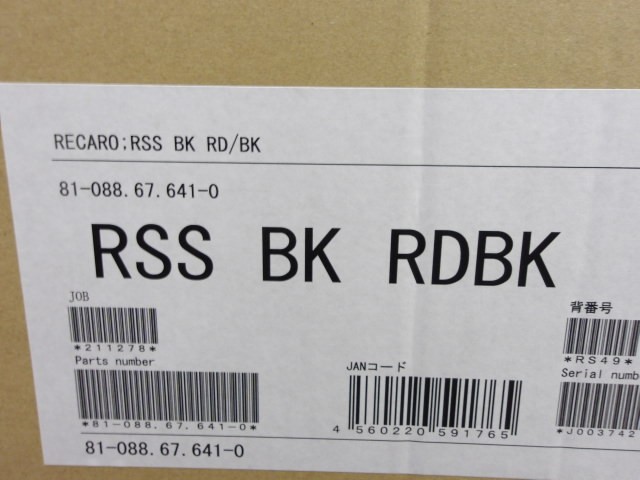 RECARO;RSS BK RD/BK
81-088.67.641-0
RSS BK RDBK
JOB
*211278*
Parts number
*81-088.67.641-0*
81-088.67.641-0
JANコード
4 560220 591765
背番号
*RS49*
Serial numb
*J003742